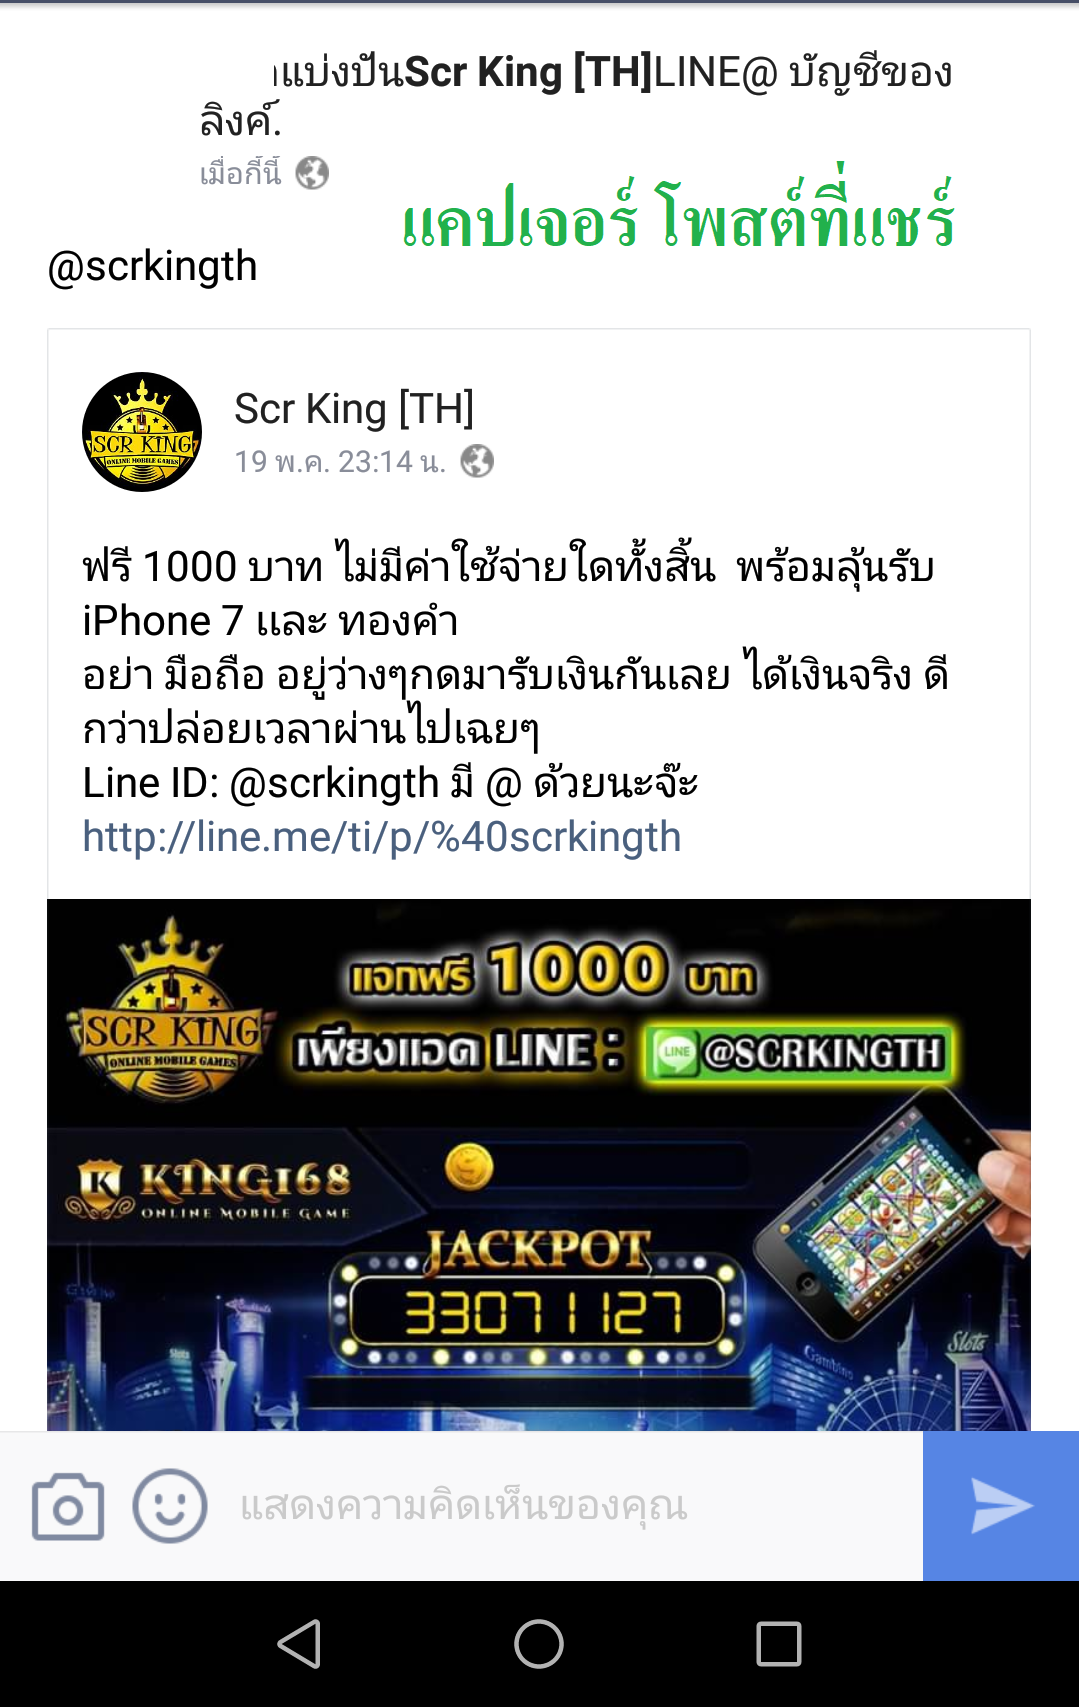 แบ่งปันScr King [TH]LINE@ บัญชีของ
ลิงค์.
เมื่อกี้นี้
แคปเจอร์ โพสต์ที่แชร์
@scrkingth
SCR KING
ONLINE MOBILE GAMES
Scr King [TH]
19 พ.ค. 23:14 น.
ฟรี 1000 บาท ไม่มีค่าใช้จ่ายใดทั้งสิ้น พร้อมลุ้นรับ
iPhone 7 และ ทองคำ
อย่า มือถือ อยู่ว่างๆกดมารับเงินกันเลย ได้เงินจริง ดี
กว่าปล่อยเวลาผ่านไปเฉยๆ
Line ID: @scrkingth มี @ ด้วยนะจ๊ะ
http://line.me/ti/p/%40scrkingth
แจกฟรี 1000 บาท
SCR KING
ONLINE MOBILE GAMES
เพียงแอด LINE : LINE @SCRKINGTH
K KING168
ONLINE MOBILE GAME
JACKPOT
33071127
Slots
Slots
Gambling
แสดงความคิดเห็นของคุณ